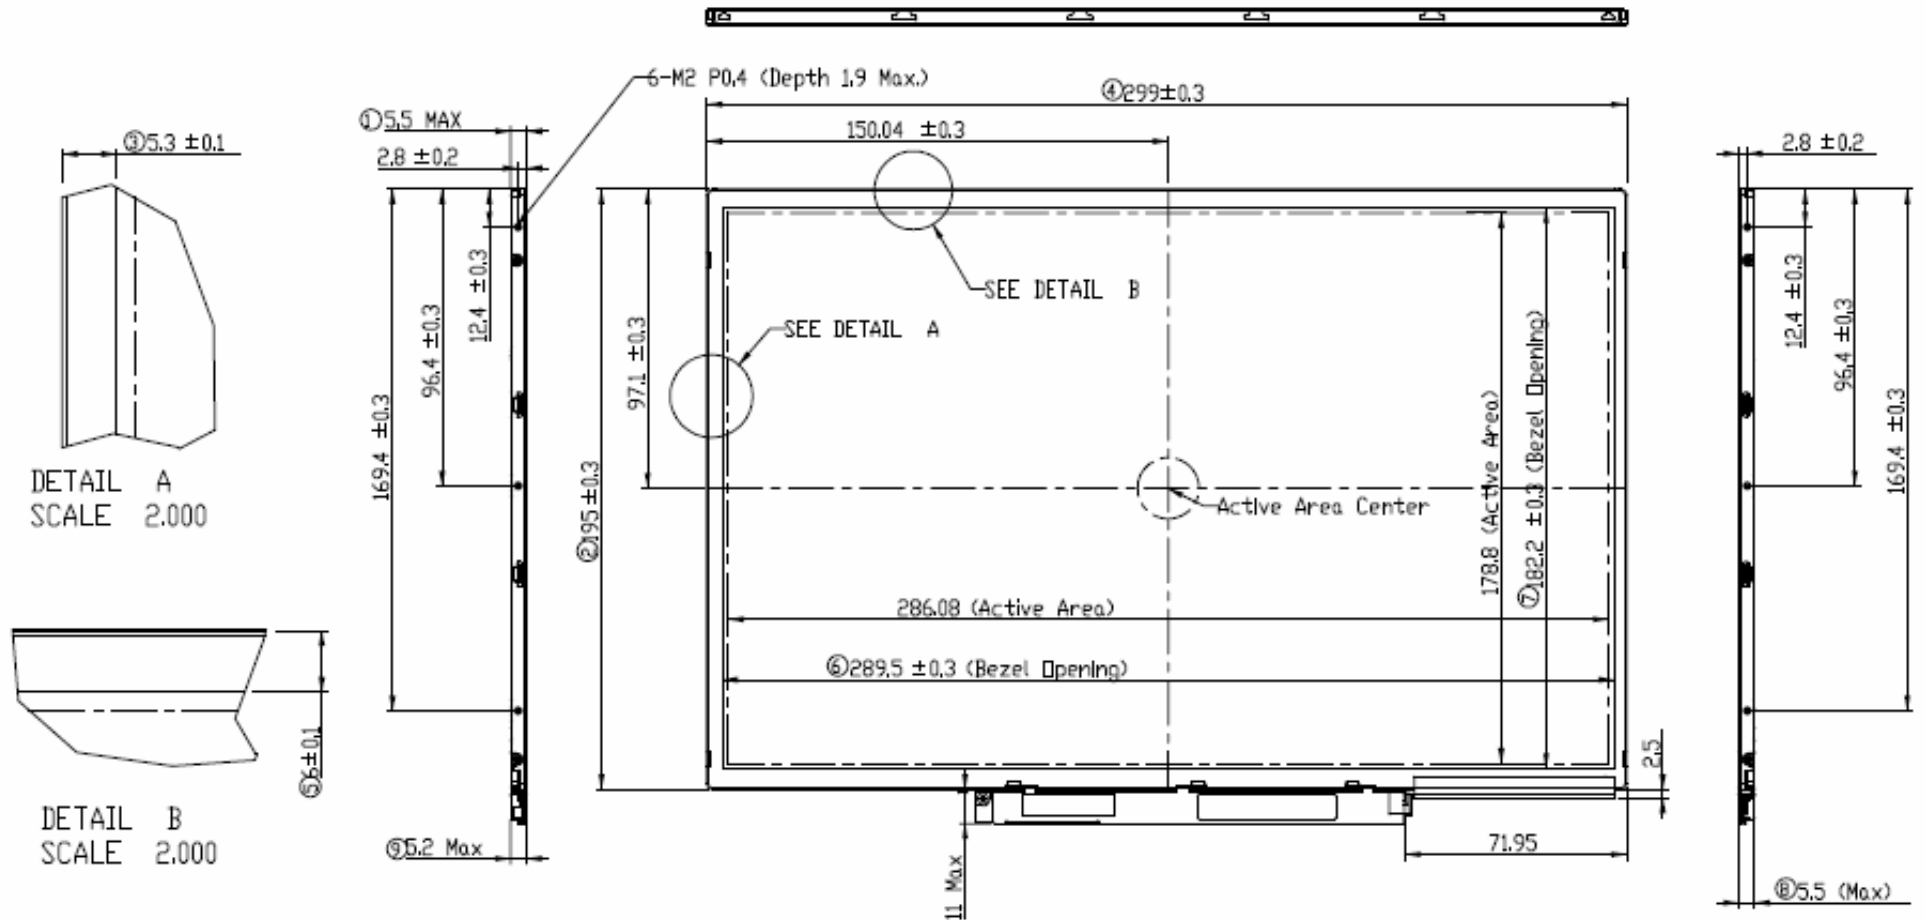 6-M2 P0.4 (Depth 1.9 Max.)
④299±0.3
①5.5 MAX
150.04 ±0.3
③5.3 ±0.1
2.8 ±0.2
2.8 ±0.2
12.4 ±0.3
96.4 ±0.3
169.4 ±0.3
97.1 ±0.3
②195±0.3
SEE DETAIL B
SEE DETAIL A
178.8 (Active Area)
⑦182.2 ±0.3 (Bezel Opening)
12.4 ±0.3
96.4 ±0.3
169.4 ±0.3
DETAIL A
SCALE 2.000
Active Area Center
286.08 (Active Area)
⑥289.5 ±0.3 (Bezel Opening)
⑤6±0.1
2.5
DETAIL B
SCALE 2.000
⑨5.2 Max
11 Max
71.95
⑧5.5 (Max)